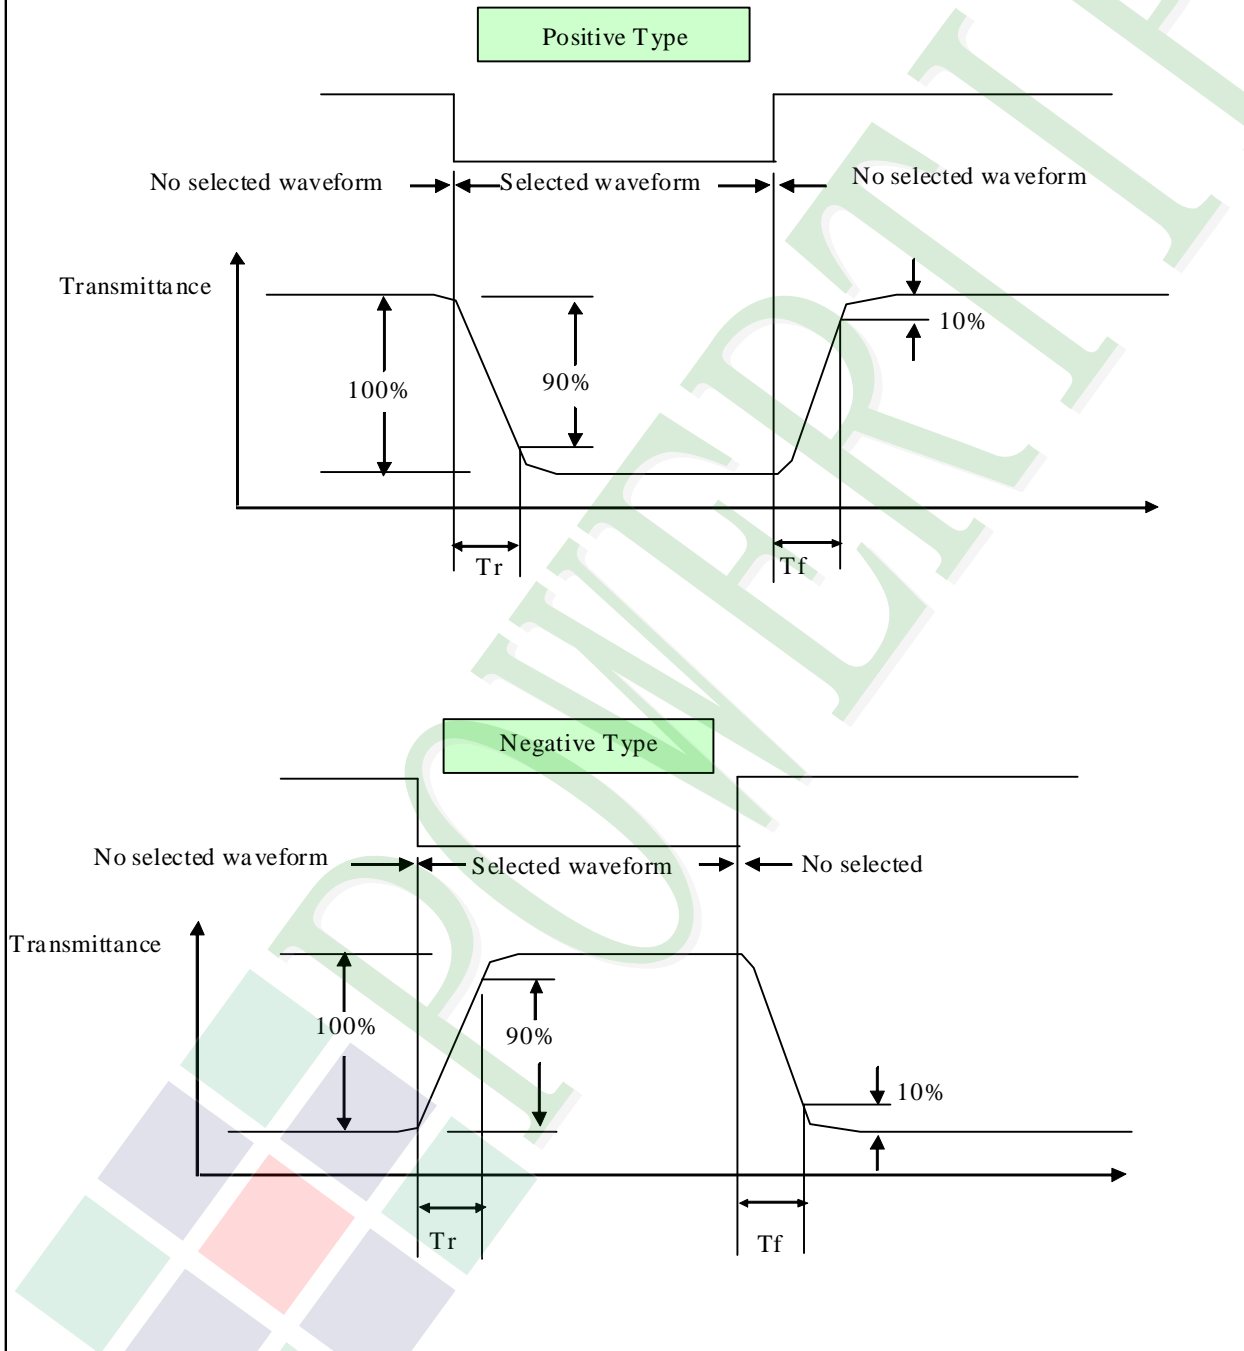 Positive Type
No selected waveform
Selected waveform
No selected waveform
Transmittance
100%
90%
10%
Tr
Tf
Negative Type
No selected waveform
Selected waveform
No selected
Transmittance
100%
90%
10%
Tr
Tf
POWERTI